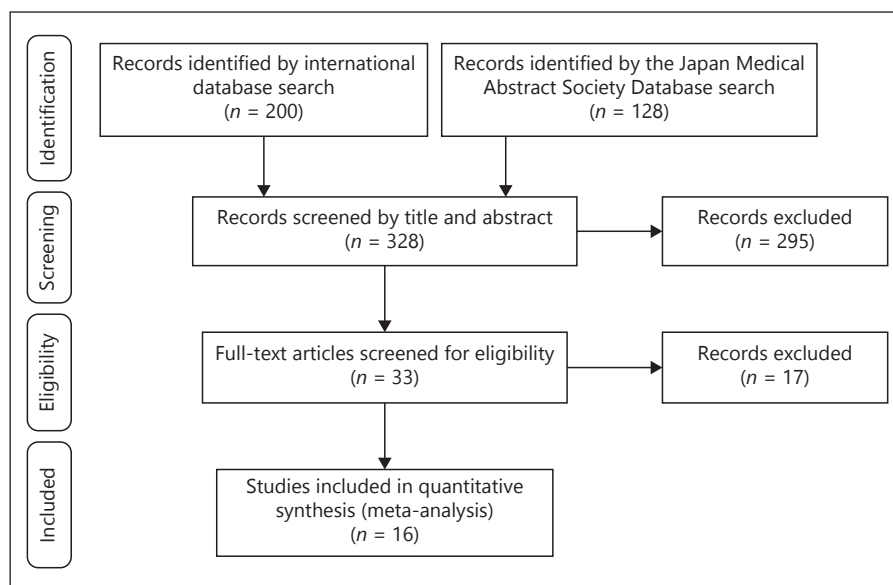 Identification
Records identified by international
database search
(n = 200)
Records identified by the Japan Medical
Abstract Society Database search
(n = 128)
Screening
Records screened by title and abstract
(n = 328)
Records excluded
(n = 295)
Eligibility
Full-text articles screened for eligibility
(n = 33)
Records excluded
(n = 17)
Included
Studies included in quantitative
synthesis (meta-analysis)
(n = 16)